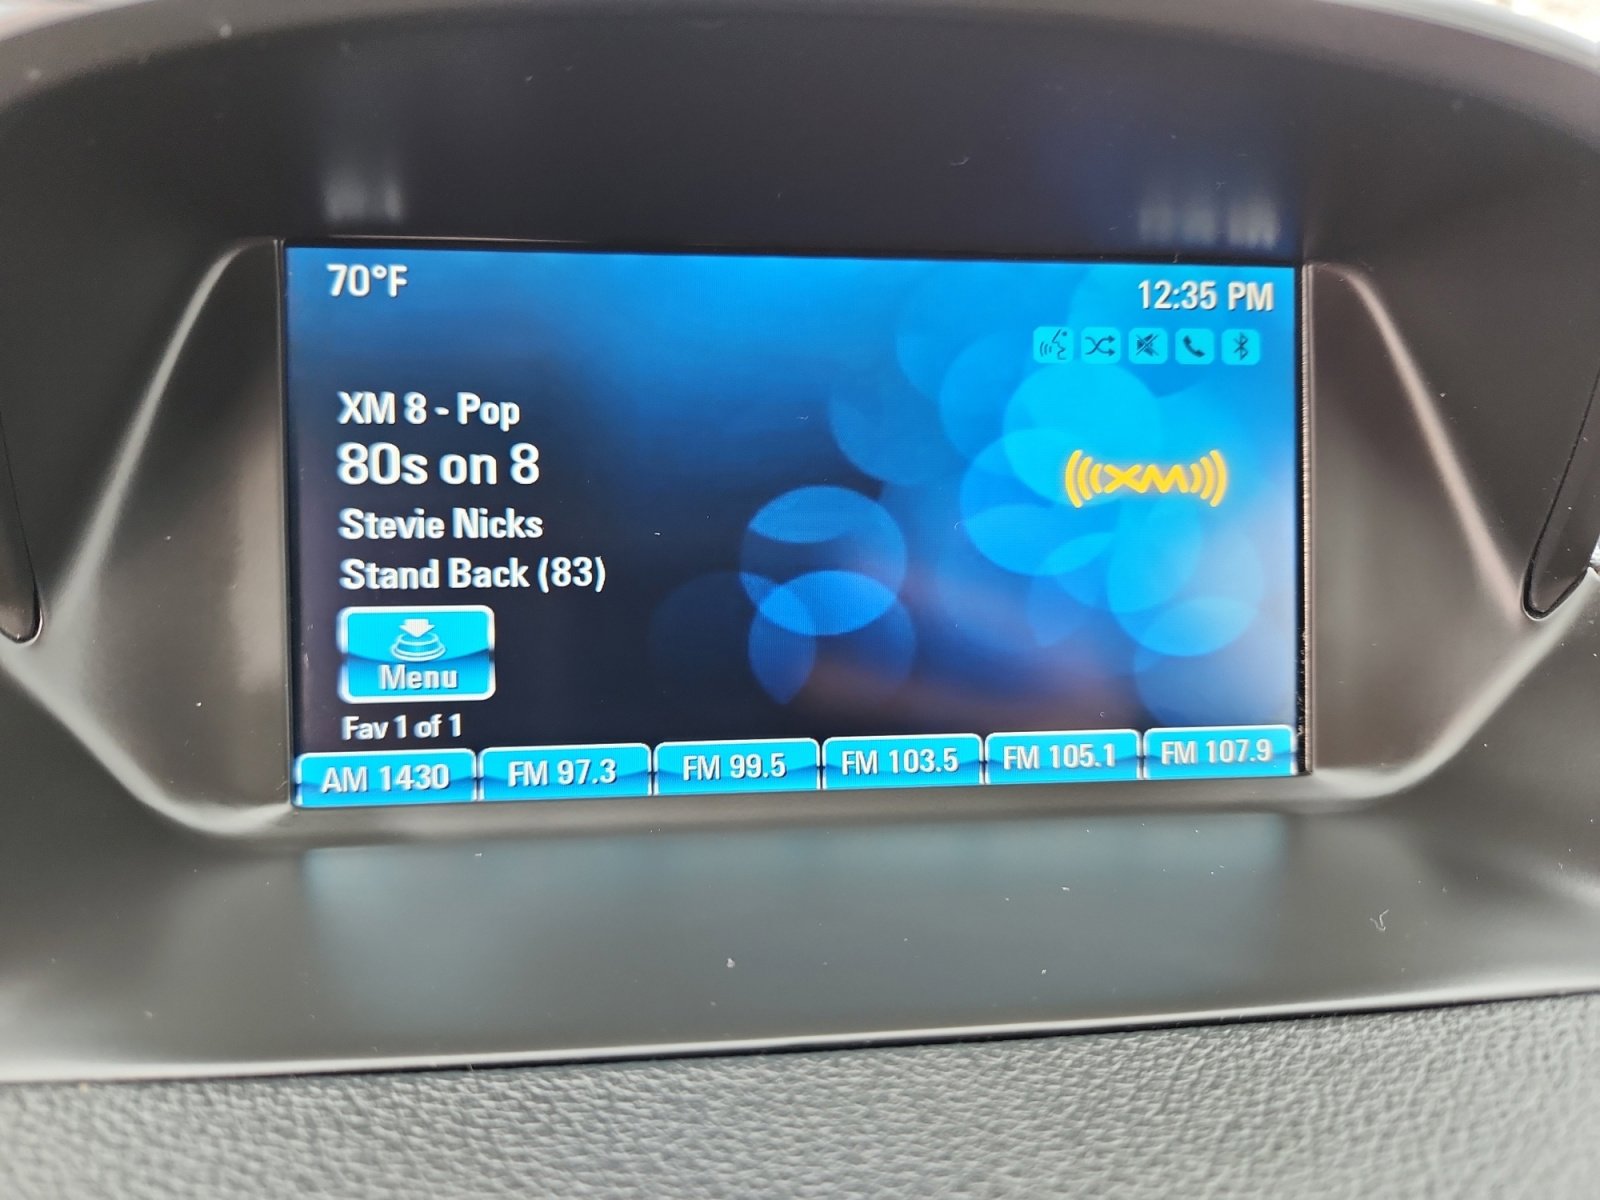 70°F
12:35 PM
XM 8 - Pop
80s on 8
XM
Stevie Nicks
Stand Back (83)
Menu
Fav 1 of 1
AM 1430 FM 97.3 FM 99.5 FM 103.5 FM 105.1 FM 107.9